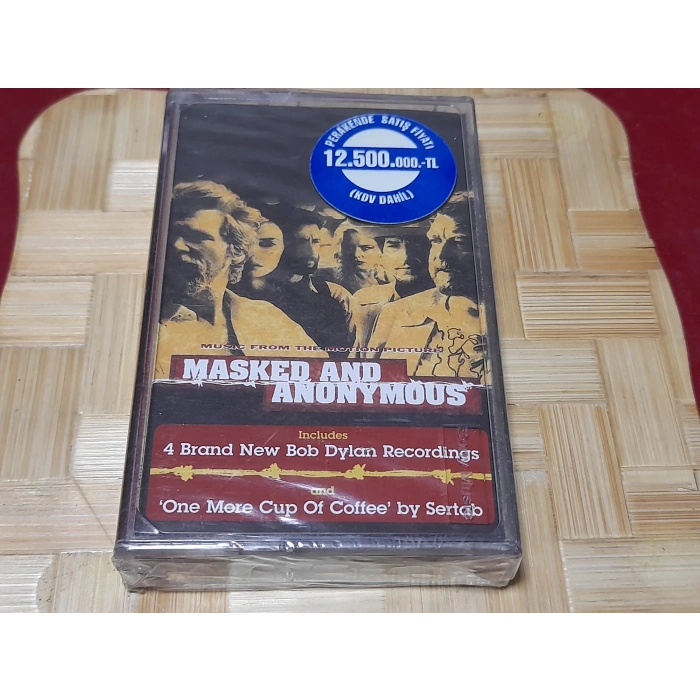 PERAKENDE SATIŞ FİYATI
12.500.000.-TL
(KDV DAHİL)
MUSIC FROM THE MOTION PICTURE
MASKED AND
ANONYMOUS
Includes
4 Brand New Bob Dylan Recordings
and
'One More Cup Of Coffee' by Sertab